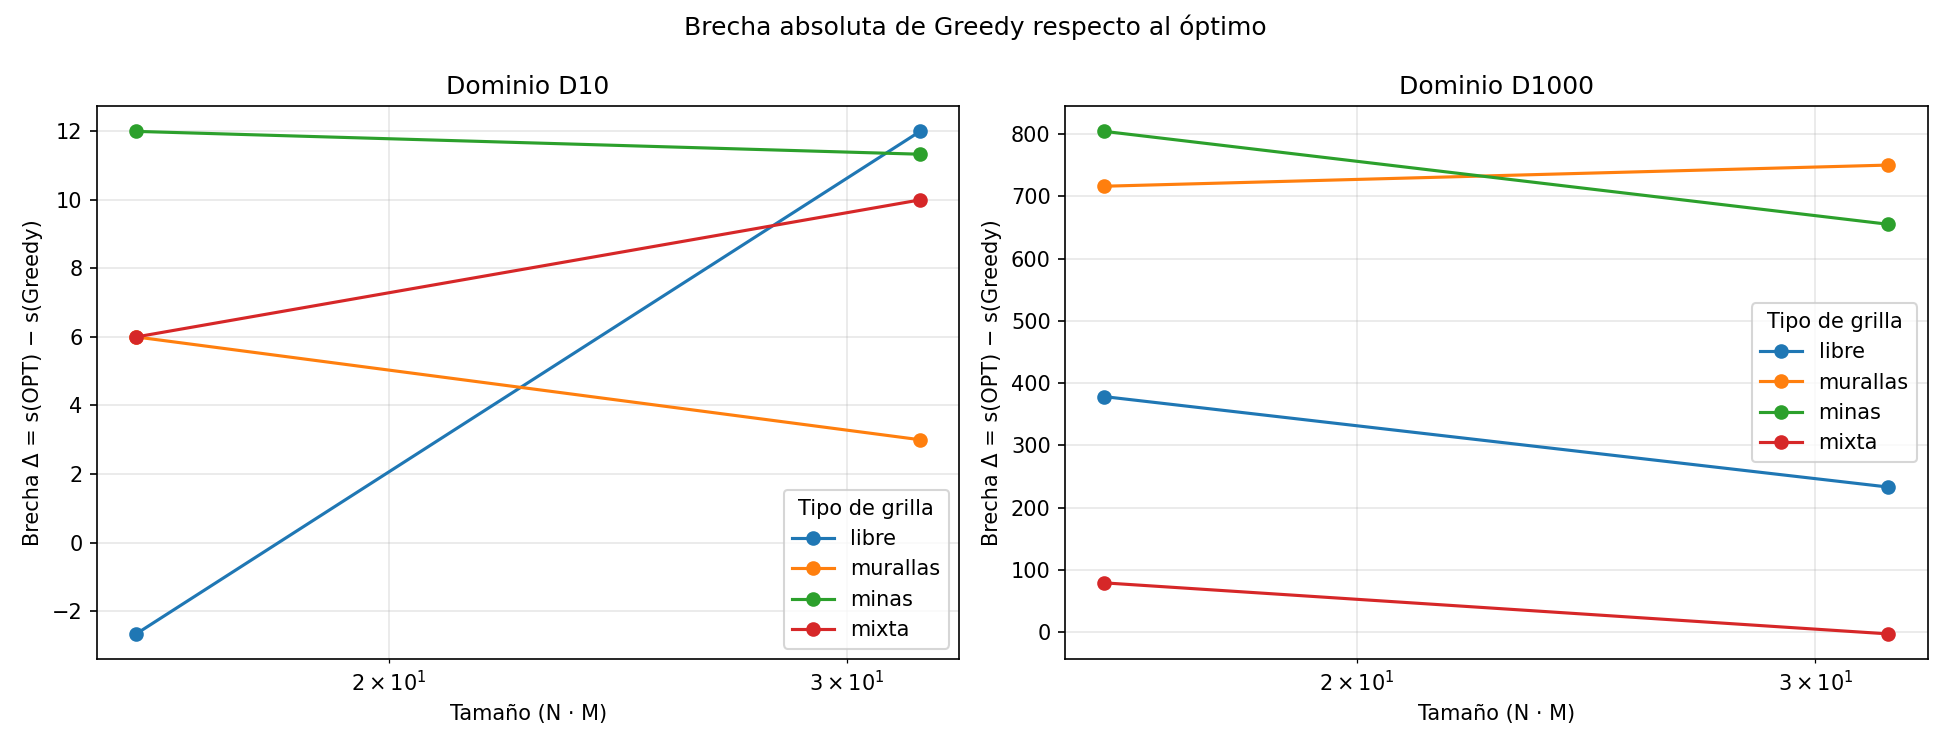 Brecha absoluta de Greedy respecto al óptimo
Dominio D10
Brecha Δ = s(OPT) − s(Greedy)
12
10
8
6
4
2
0
−2
2 × 10¹
3 × 10¹
Tamaño (N · M)
Tipo de grilla
libre
murallas
minas
mixta
Dominio D1000
Brecha Δ = s(OPT) − s(Greedy)
800
700
600
500
400
300
200
100
0
2 × 10¹
3 × 10¹
Tamaño (N · M)
Tipo de grilla
libre
murallas
minas
mixta